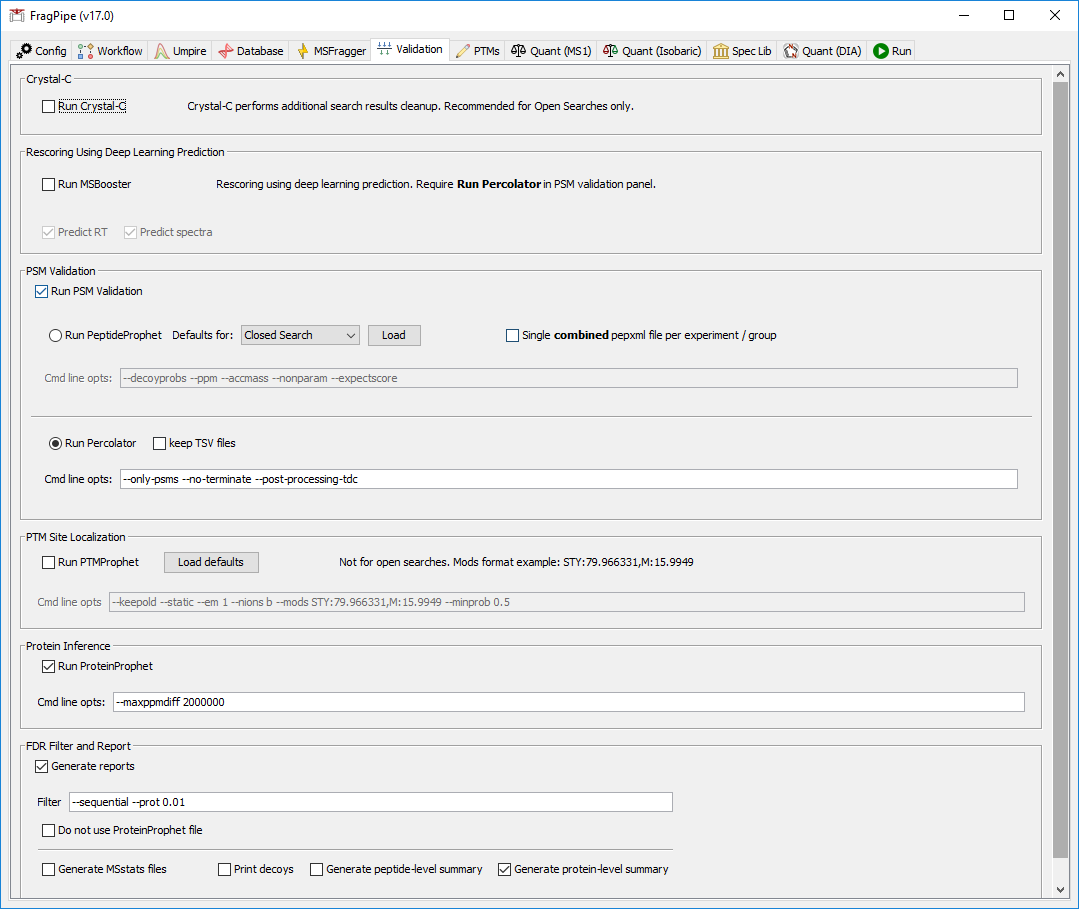 FragPipe (v17.0)
Config Workflow Umpire Database MSFragger Validation PTMs Quant (MS1) Quant (Isobaric) Spec Lib Quant (DIA) Run
Crystal-C
Run Crystal-C Crystal-C performs additional search results cleanup. Recommended for Open Searches only.
Rescoring Using Deep Learning Prediction
Run MSBooster Rescoring using deep learning prediction. Require Run Percolator in PSM validation panel.
Predict RT Predict spectra
PSM Validation
Run PSM Validation
Run PeptideProphet Defaults for: Closed Search Load Single combined pepxml file per experiment / group
Cmd line opts: --decoyprobs --ppm --accmass --nonparam --expectscore
Run Percolator keep TSV files
Cmd line opts: --only-psms --no-terminate --post-processing-tdc
PTM Site Localization
Run PTMProphet Load defaults Not for open searches. Mods format example: STY:79.966331,M:15.9949
Cmd line opts --keepold --static --em 1 --nions b --mods STY:79.966331,M:15.9949 --minprob 0.5
Protein Inference
Run ProteinProphet
Cmd line opts: --maxppmdiff 2000000
FDR Filter and Report
Generate reports
Filter --sequential --prot 0.01
Do not use ProteinProphet file
Generate MSstats files Print decoys Generate peptide-level summary Generate protein-level summary